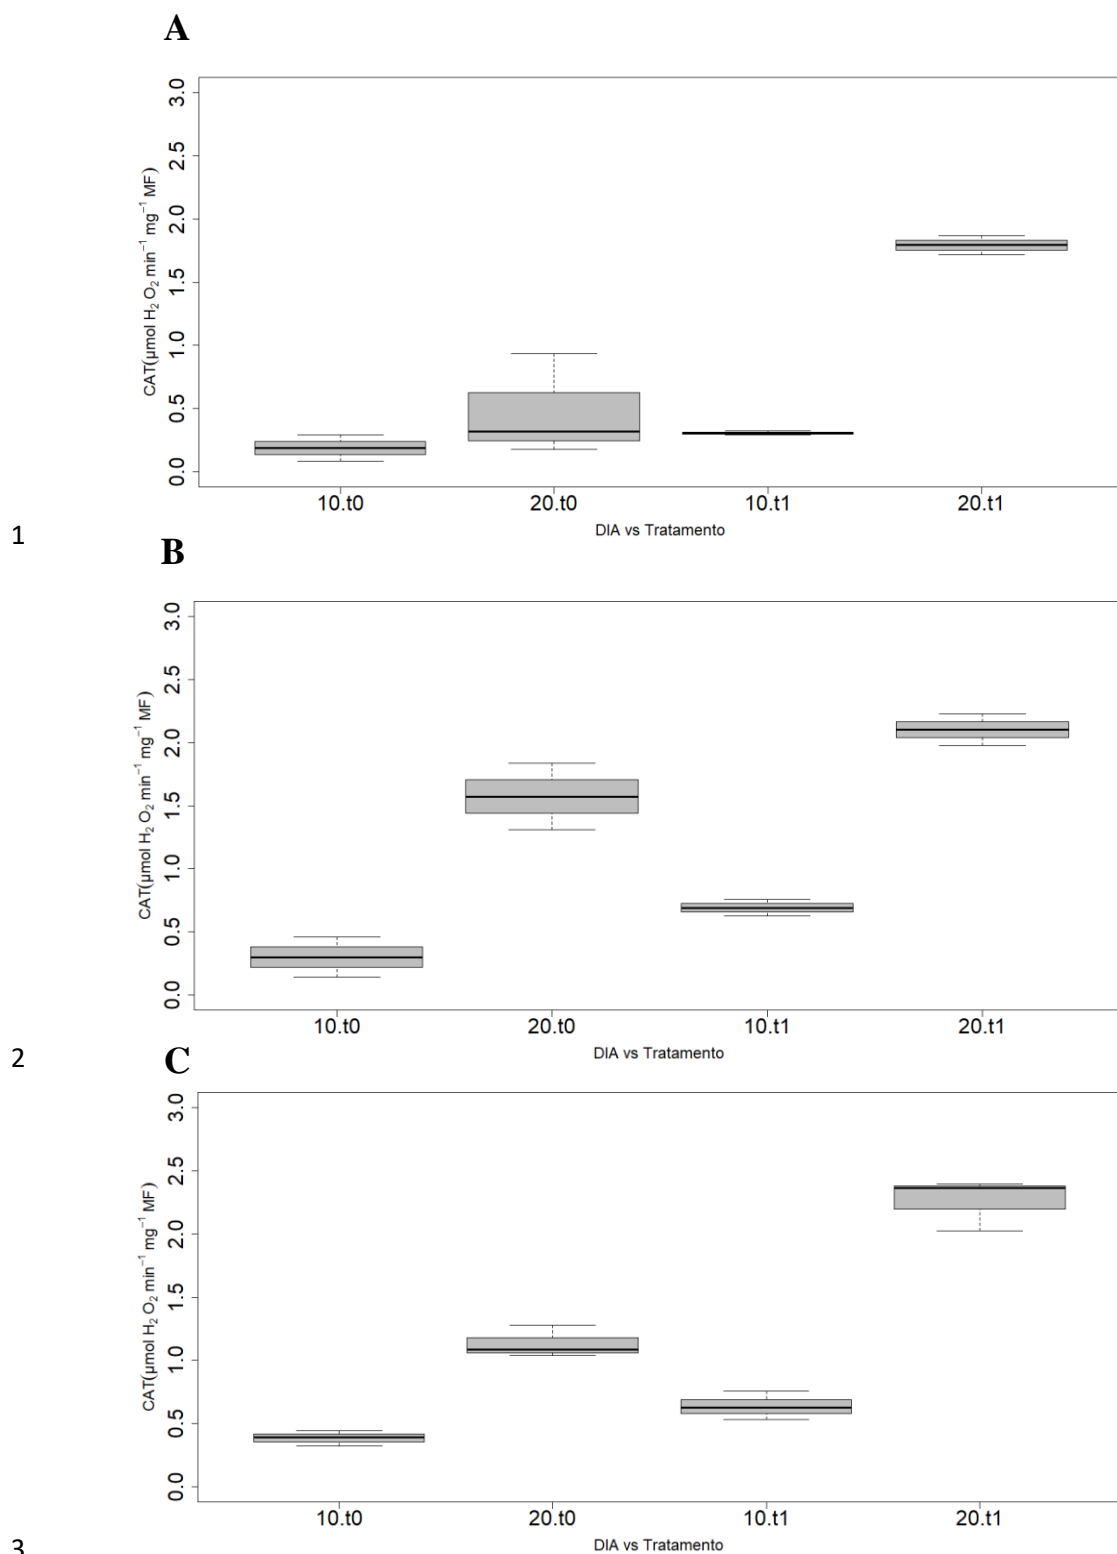 A
3.0
2.5
2.0
1.5
1.0
0.5
0.0
CAT(µmol H₂ O₂ min⁻¹ mg⁻¹ MF)
10.t0 20.t0 10.t1 20.t1
DIA vs Tratamento
1
B
3.0
2.5
2.0
1.5
1.0
0.5
0.0
CAT(µmol H₂ O₂ min⁻¹ mg⁻¹ MF)
10.t0 20.t0 10.t1 20.t1
DIA vs Tratamento
2
C
3.0
2.5
2.0
1.5
1.0
0.5
0.0
CAT(µmol H₂ O₂ min⁻¹ mg⁻¹ MF)
10.t0 20.t0 10.t1 20.t1
DIA vs Tratamento
3